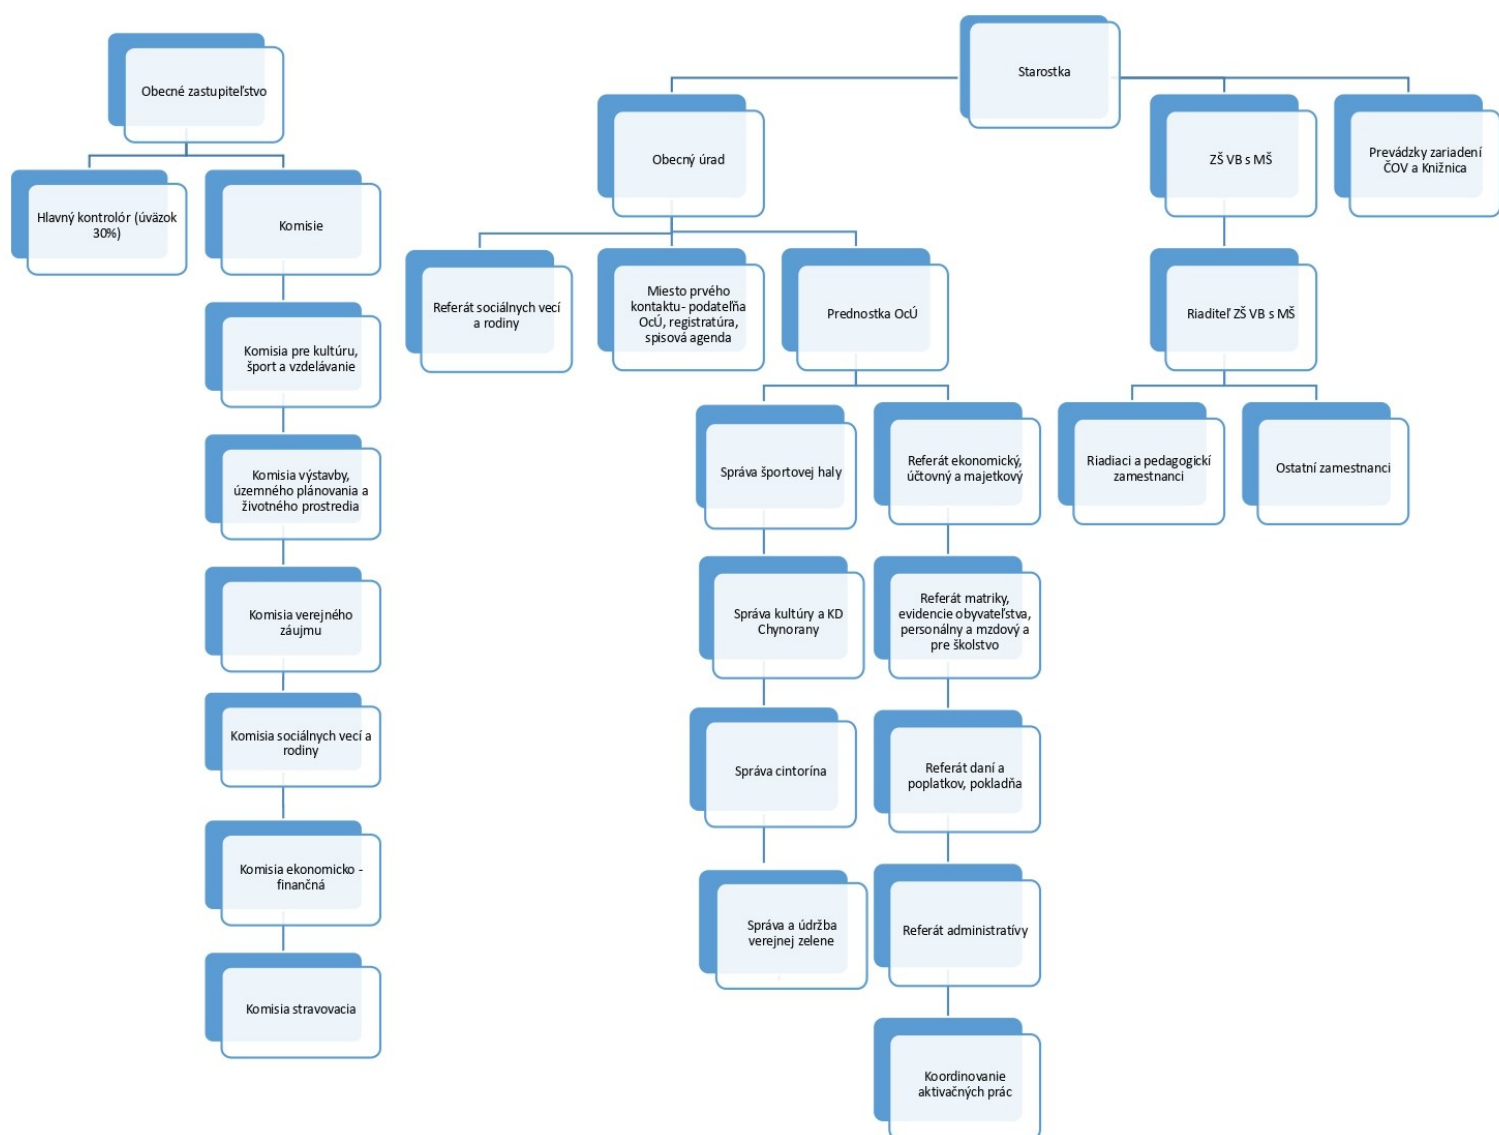 Obecné zastupiteľstvo
Hlavný kontrolór (úväzok
30%)
Komisie
Komisia pre kultúru,
šport a vzdelávanie
Komisia výstavby,
územného plánovania a
životného prostredia
Komisia verejného
záujmu
Komisia sociálnych vecí a
rodiny
Komisia ekonomicko -
finančná
Komisia stravovacia
Starostka
Obecný úrad
ZŠ VB s MŠ
Prevádzky zariadení
ČOV a Knižnica
Referát sociálnych vecí
a rodiny
Miesto prvého
kontaktu- podateľňa
OcÚ, registratúra,
spisová agenda
Prednostka OcÚ
Riaditeľ ZŠ VB s MŠ
Správa športovej haly
Správa kultúry a KD
Chynorany
Správa cintorína
Správa a údržba
verejnej zelene
Referát ekonomický,
účtovný a majetkový
Referát matriky,
evidencie obyvateľstva,
personálny a mzdový a
pre školstvo
Referát daní a
poplatkov, pokladňa
Referát administratívy
Koordinovanie
aktivačných prác
Riadiaci a pedagogickí
zamestnanci
Ostatní zamestnanci